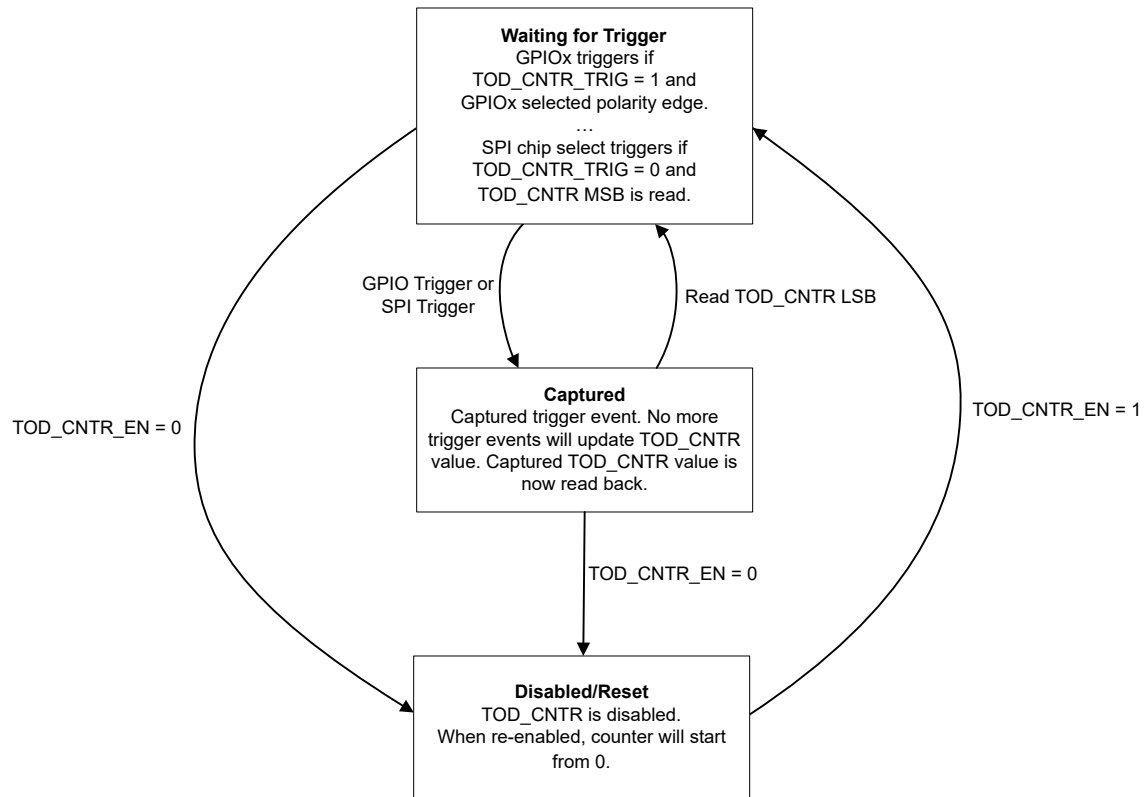 Waiting for Trigger
GPIOx triggers if
TOD_CNTR_TRIG = 1 and
GPIOx selected polarity edge.
…
SPI chip select triggers if
TOD_CNTR_TRIG = 0 and
TOD_CNTR MSB is read.
GPIO Trigger or
SPI Trigger
Read TOD_CNTR LSB
TOD_CNTR_EN = 0
Captured
Captured trigger event. No more
trigger events will update TOD_CNTR
value. Captured TOD_CNTR value is
now read back.
TOD_CNTR_EN = 1
TOD_CNTR_EN = 0
Disabled/Reset
TOD_CNTR is disabled.
When re-enabled, counter will start
from 0.